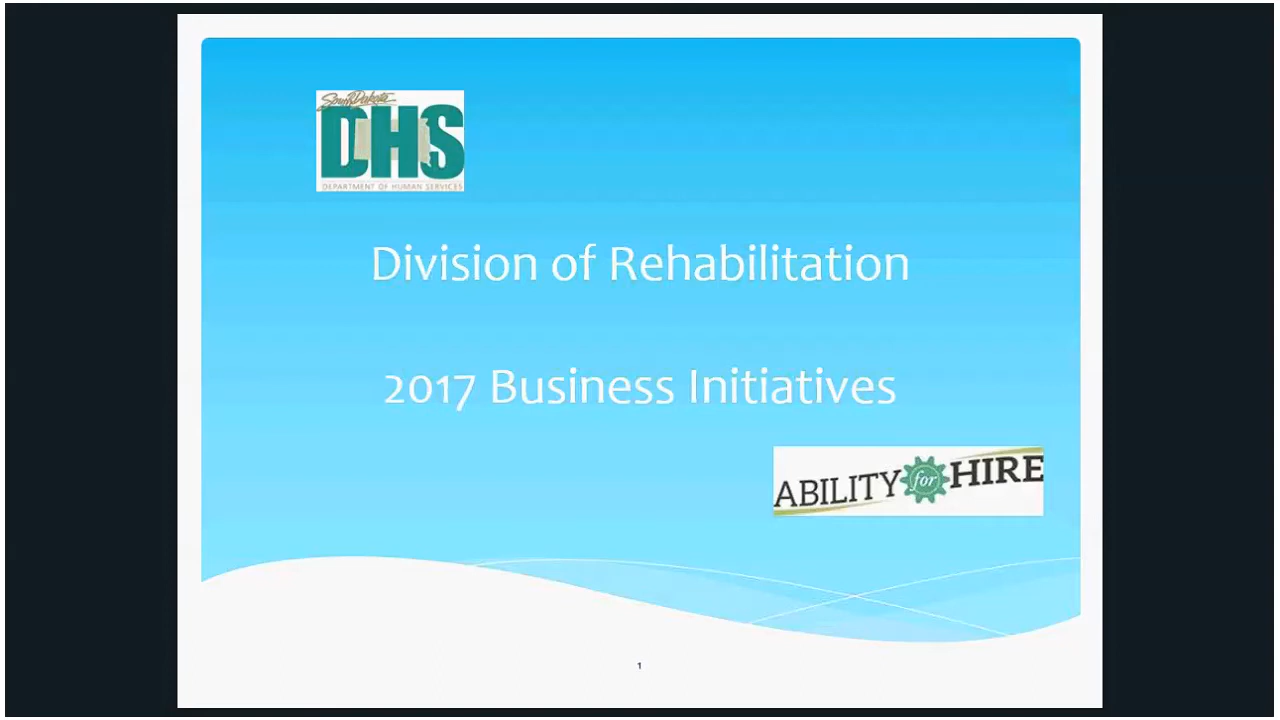 South Dakota
DHS
DEPARTMENT OF HUMAN SERVICES
Division of Rehabilitation
2017 Business Initiatives
ABILITY for HIRE
1